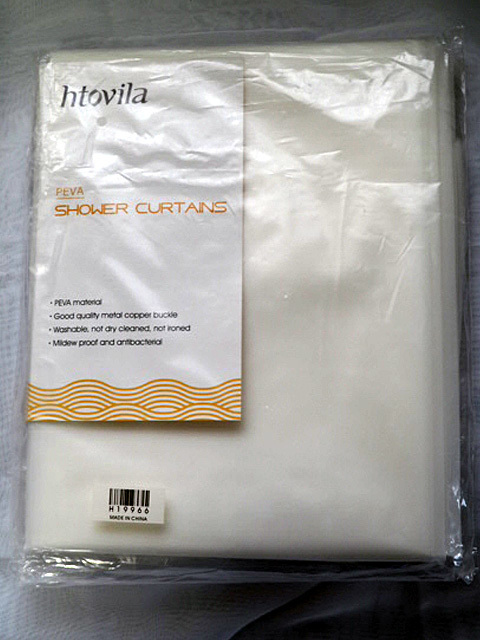 htovila
PEVA
SHOWER CURTAINS
• PEVA material
• Good quality metal copper buckle
• Washable, not dry cleaned, not ironed
• Mildew proof and antibacterial
H19966
MADE IN CHINA